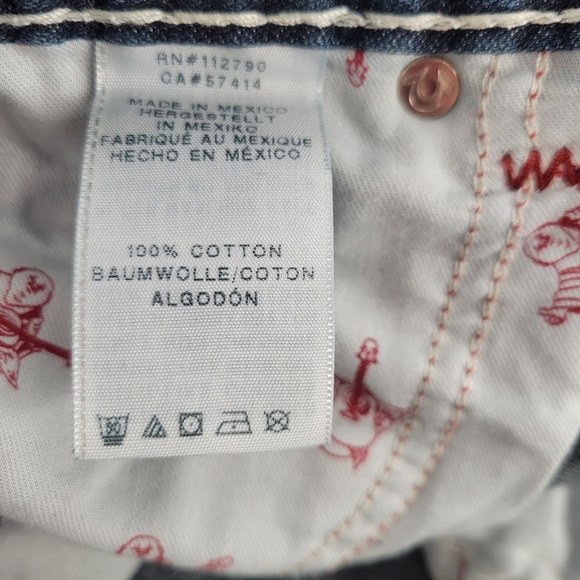 RN#112790
CA#57414
MADE IN MEXICO
HERGESTELLT
IN MEXIKO
FABRIQUÉ AU MEXIQUE
HECHO EN MÉXICO
100% COTTON
BAUMWOLLE/COTON
ALGODÓN